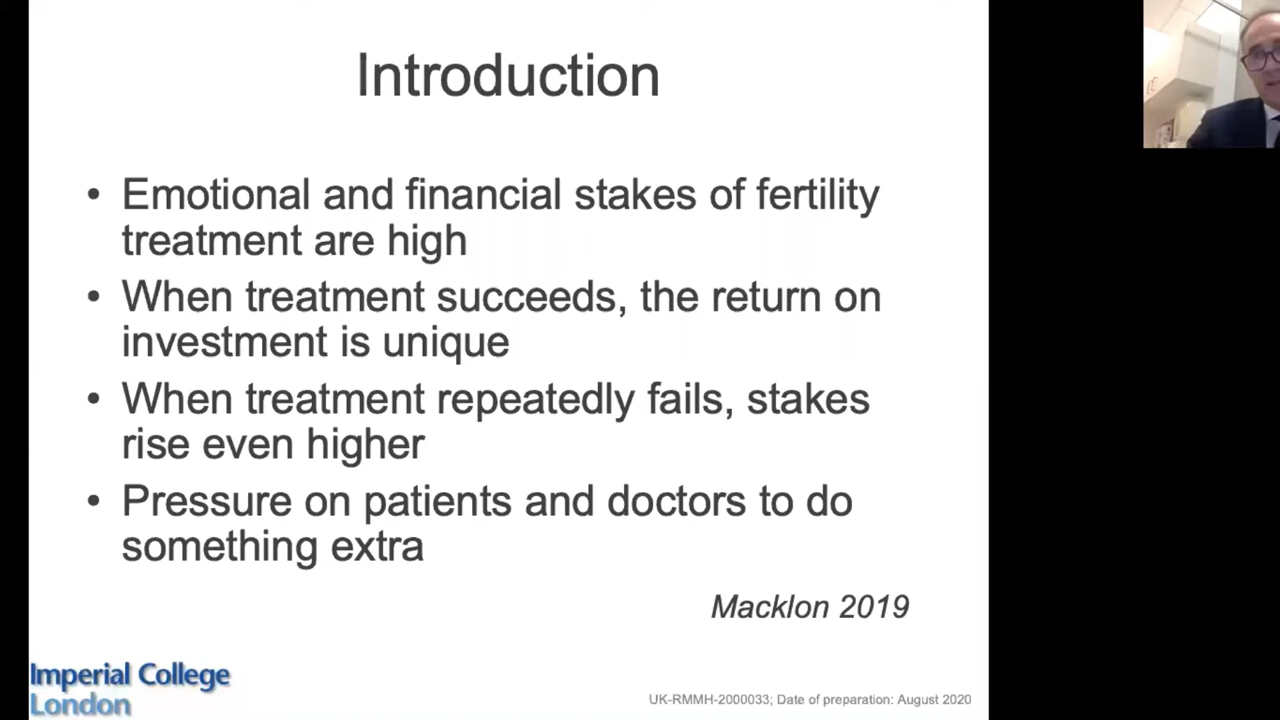 Introduction
• Emotional and financial stakes of fertility
treatment are high
• When treatment succeeds, the return on
investment is unique
• When treatment repeatedly fails, stakes
rise even higher
• Pressure on patients and doctors to do
something extra
Macklon 2019
Imperial College
London
UK-RMMH-2000033; Date of preparation: August 2020